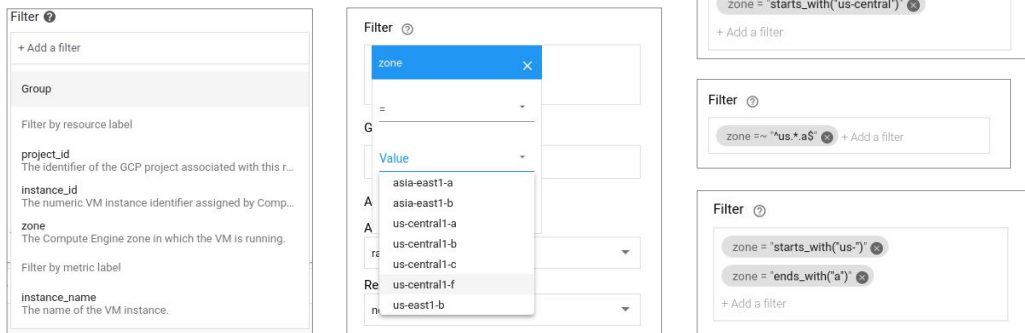 Filter
+ Add a filter
Group
Filter by resource label
project_id
The identifier of the GCP project associated with this r...
instance_id
The numeric VM instance identifier assigned by Comp...
zone
The Compute Engine zone in which the VM is running.
Filter by metric label
instance_name
The name of the VM instance.
Filter
zone
=
G
Value
asia-east1-a
asia-east1-b
A
us-central1-a
A
us-central1-b
ra
us-central1-c
Re
us-central1-f
us-east1-b
zone = "starts_with("us-central")"
+ Add a filter
Filter
zone =~ "^us.*.a$" + Add a filter
Filter
zone = "starts_with("us-")"
zone = "ends_with("a")"
+ Add a filter